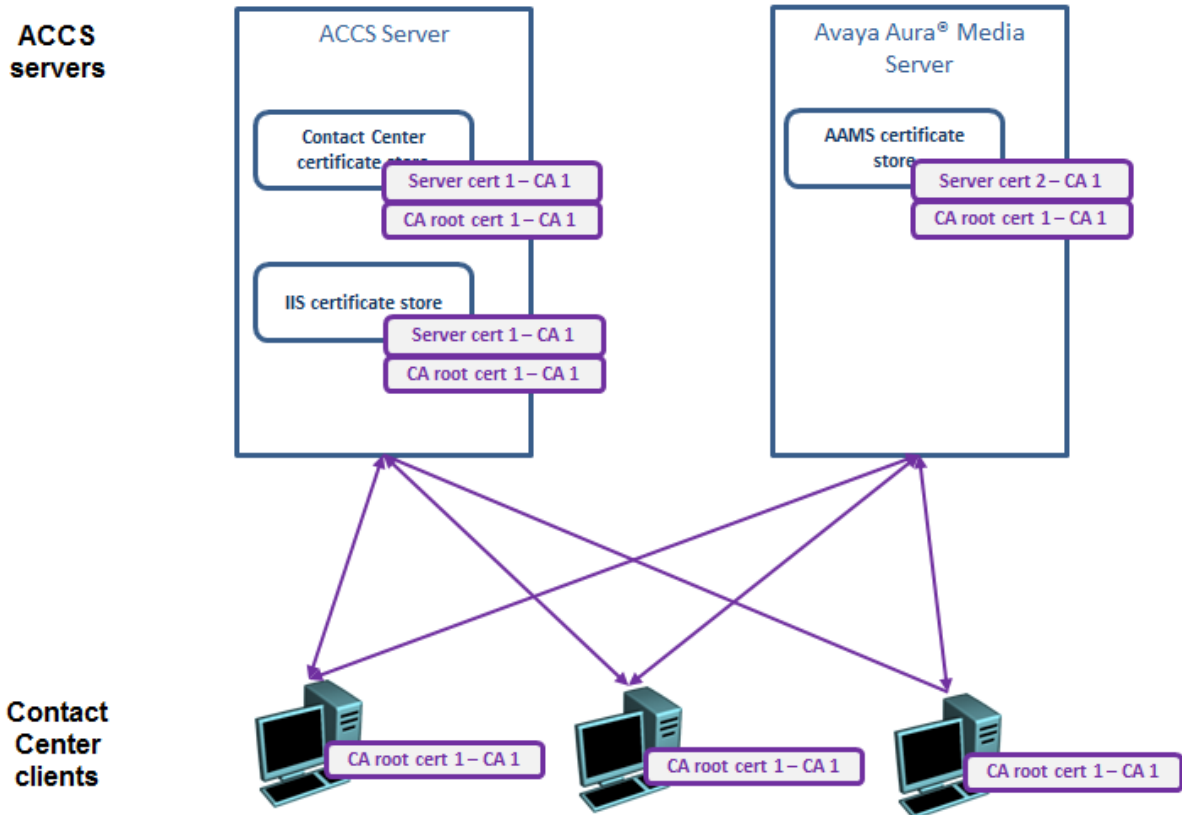 ACCS
servers
ACCS Server
Contact Center
certificate store
Server cert 1 – CA 1
CA root cert 1 – CA 1
IIS certificate store
Server cert 1 – CA 1
CA root cert 1 – CA 1
Avaya Aura® Media
Server
AAMS certificate
store
Server cert 2 – CA 1
CA root cert 1 – CA 1
Contact
Center
clients
CA root cert 1 – CA 1
CA root cert 1 – CA 1
CA root cert 1 – CA 1